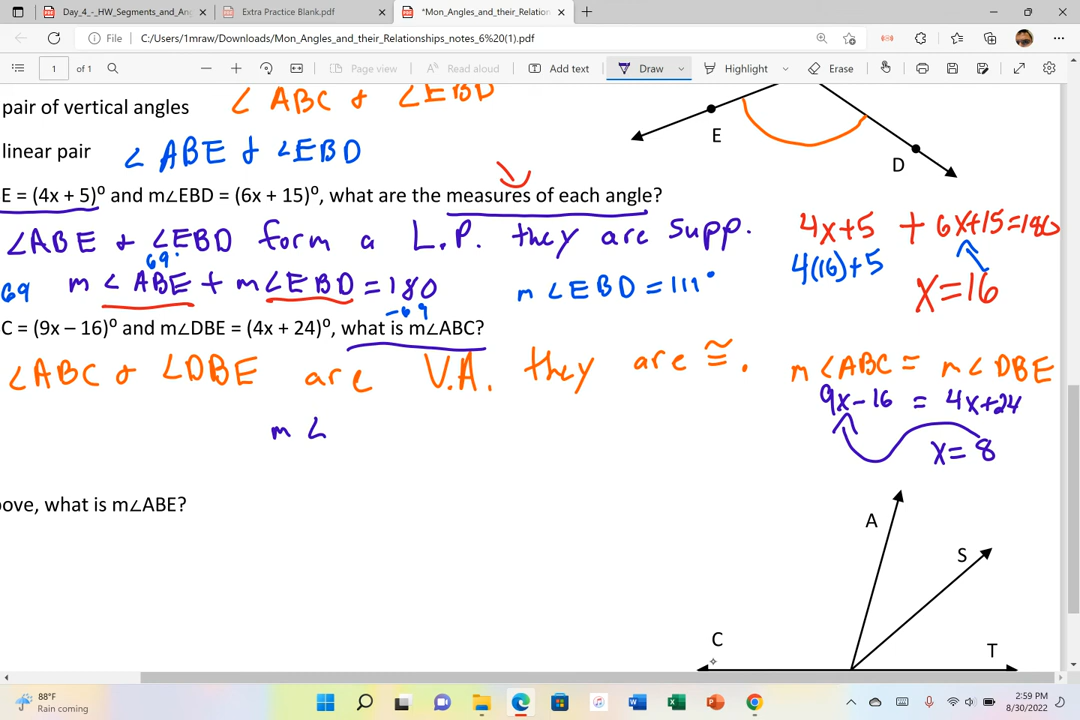 Day_4_-_HW_Segments_and_An
Extra Practice Blank.pdf
*Mon_Angles_and_their_Relation
File
C:/Users/1mraw/Downloads/Mon_Angles_and_their_Relationships_notes_6%20(1).pdf
1 of 1
Page view
Read aloud
Add text
Draw
Highlight
Erase
pair of vertical angles ∠ABC & ∠EBD
E
linear pair ∠ABE & ∠EBD
D
E = (4x + 5)⁰ and m∠EBD = (6x + 15)⁰, what are the measures of each angle?
∠ABE & ∠EBD form a L.P. they are supp. 4x+5 + 6x+15=180
69° 4(16)+5
69 m∠ABE + m∠EBD = 180 m∠EBD = 111° x=16
-69
C = (9x – 16)⁰ and m∠DBE = (4x + 24)⁰, what is m∠ABC?
∠ABC & ∠DBE are V.A. they are ≅. m∠ABC = m∠DBE
9x-16 = 4x+24
m∠
x=8
ove, what is m∠ABE?
A
S
C
T
88°F
Rain coming
2:59 PM
8/30/2022